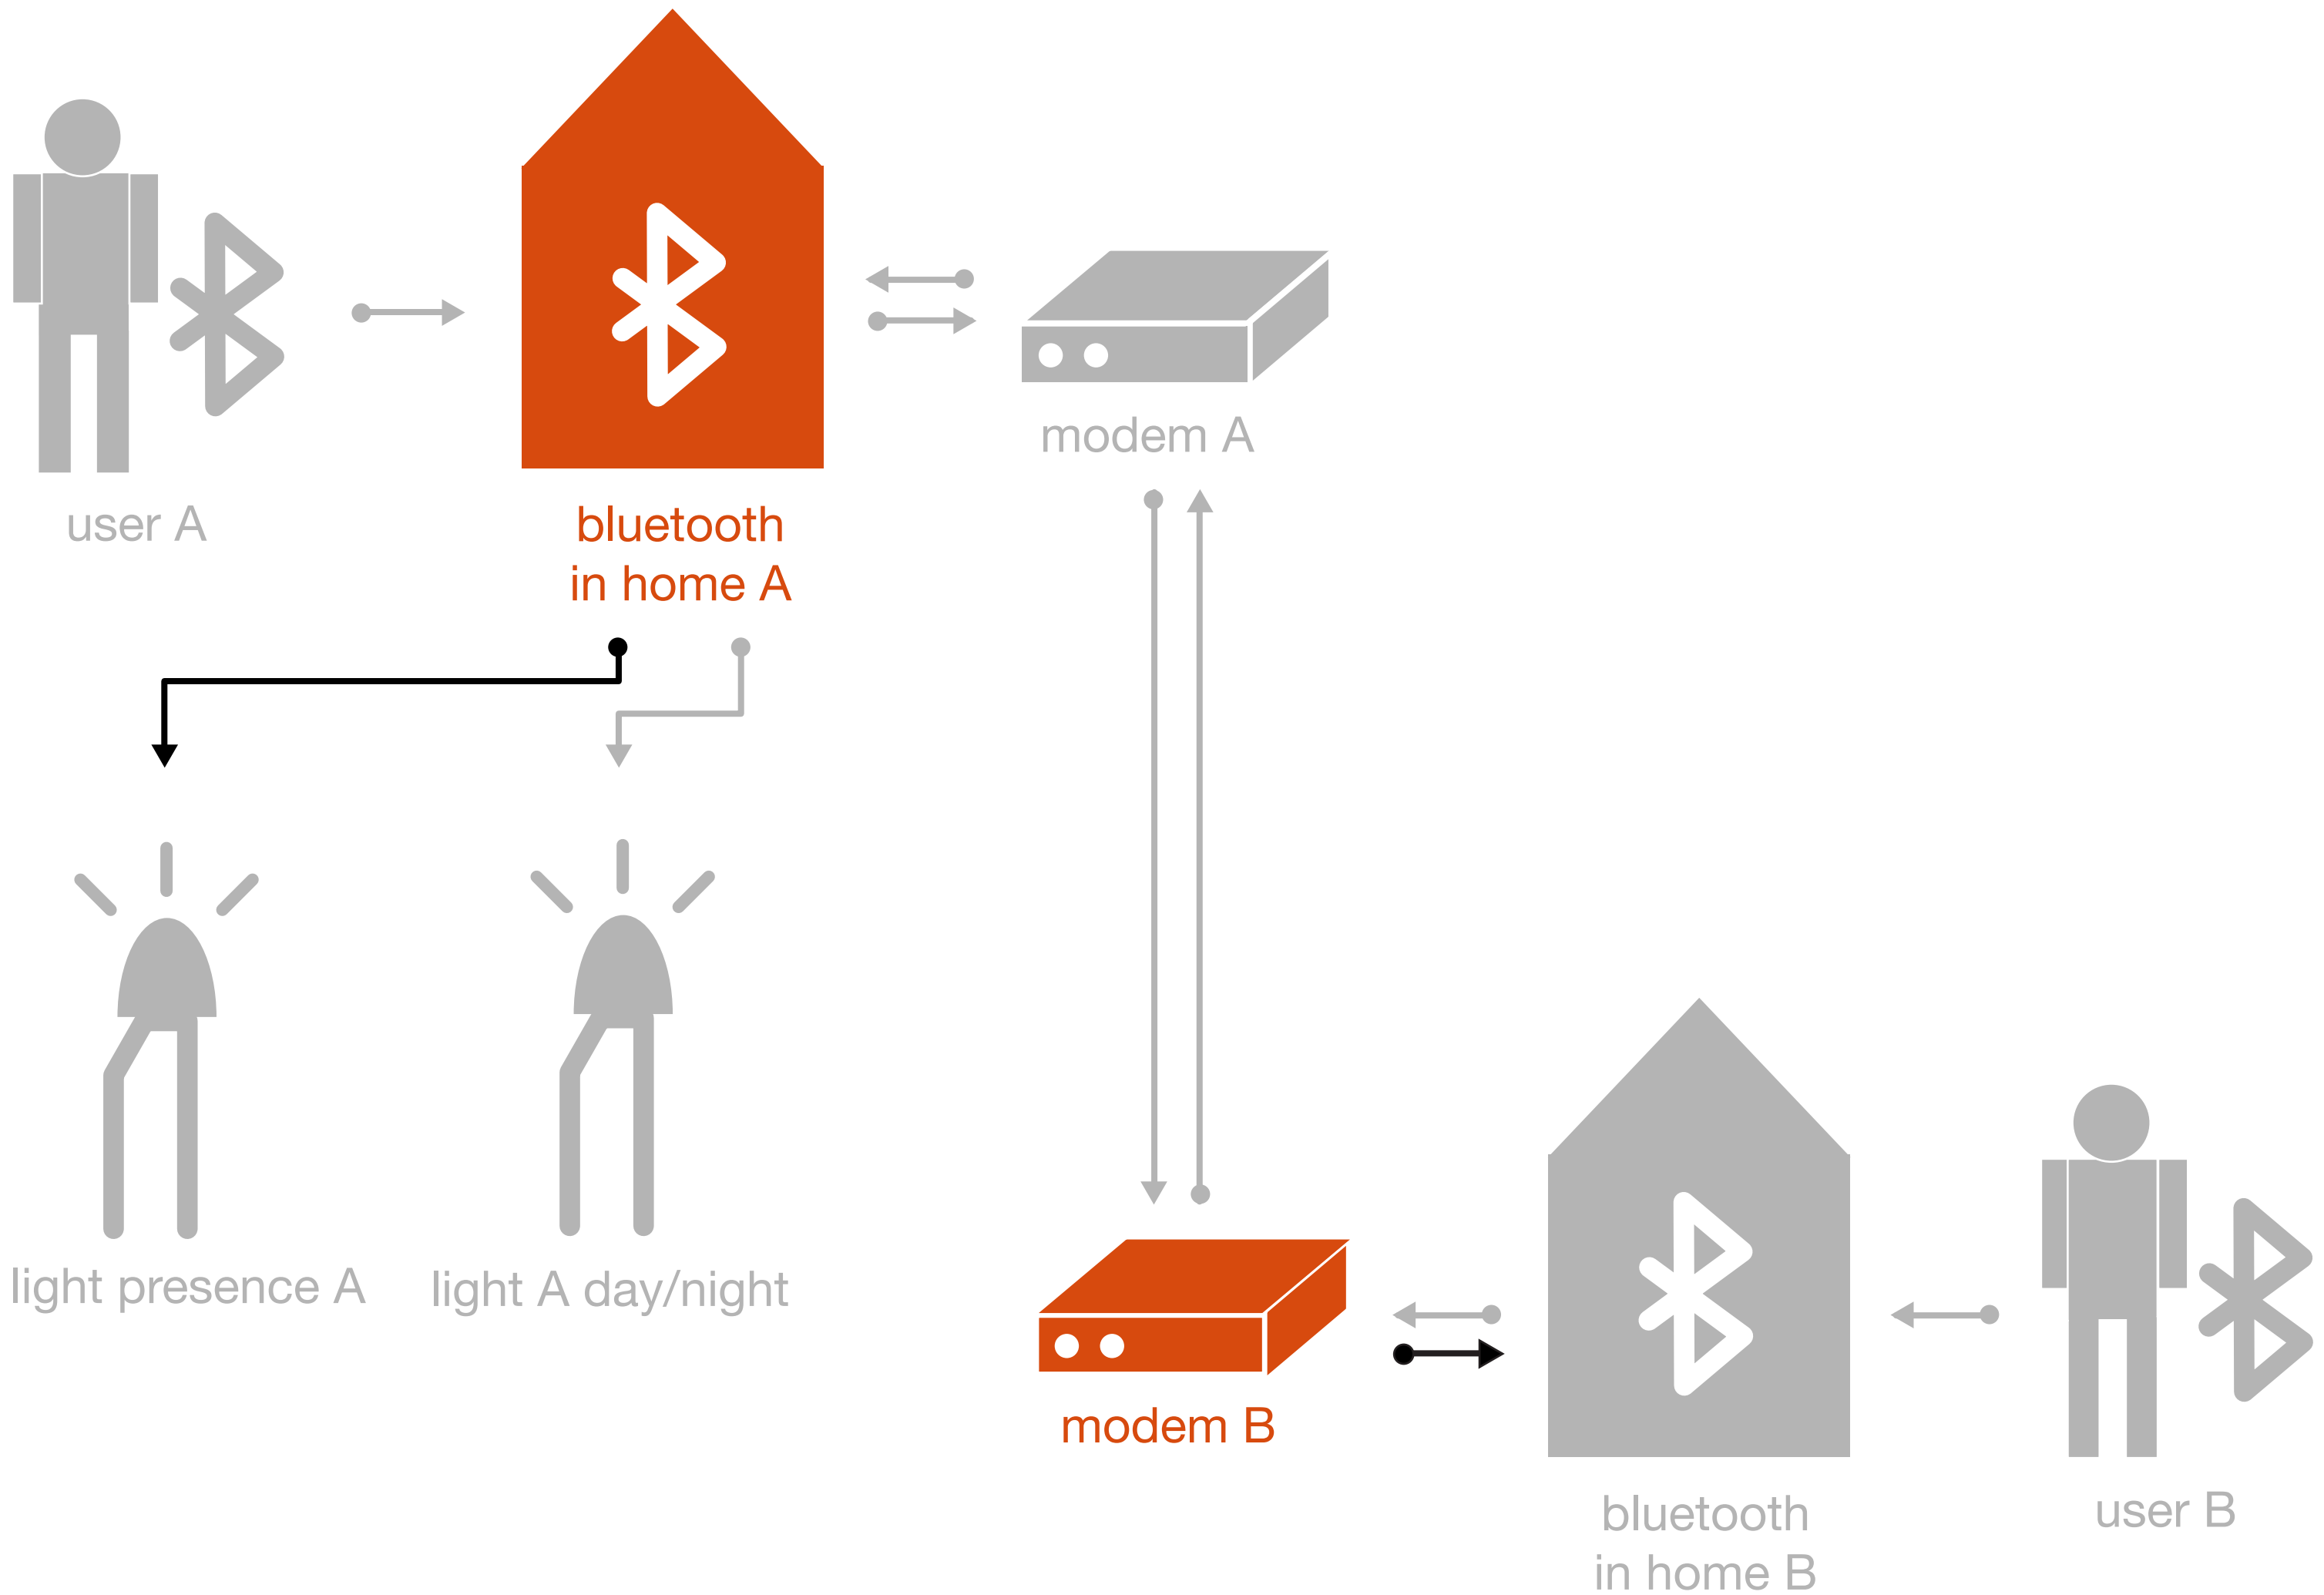 modem A
user A
bluetooth
in home A
light presence A
light A day/night
modem B
bluetooth
in home B
user B